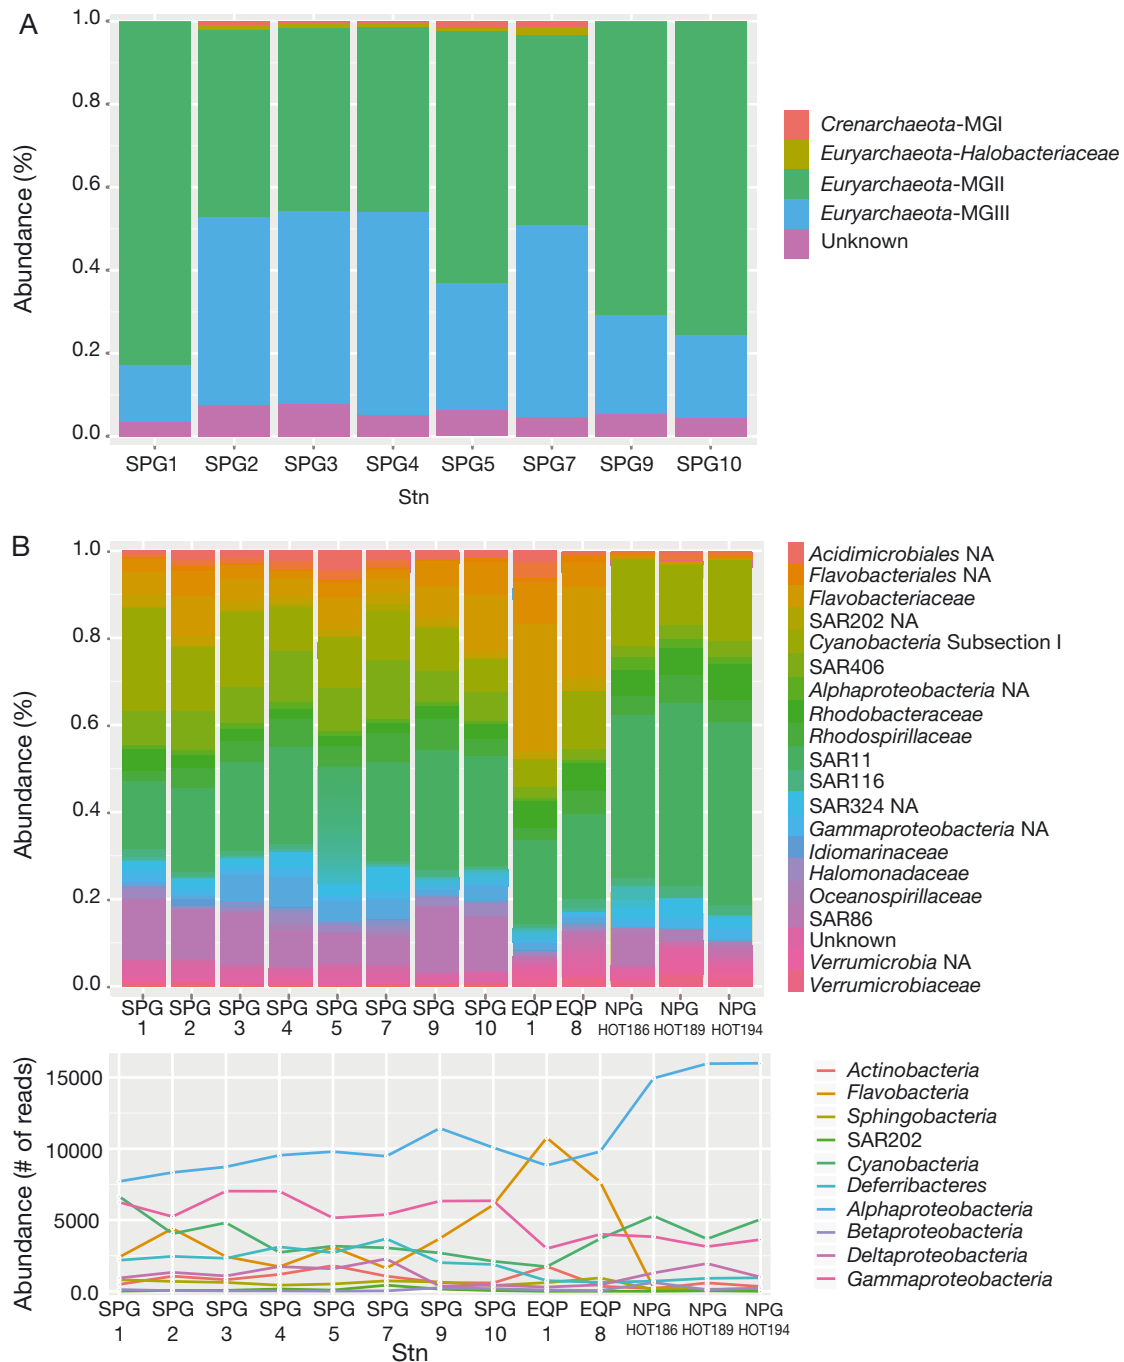 A
1.0
0.8
0.6
0.4
0.2
0.0
Abundance (%)
SPG1 SPG2 SPG3 SPG4 SPG5 SPG7 SPG9 SPG10
Stn
Crenarchaeota-MGI
Euryarchaeota-Halobacteriaceae
Euryarchaeota-MGII
Euryarchaeota-MGIII
Unknown
B
1.0
0.8
0.6
0.4
0.2
0.0
Abundance (%)
SPG SPG SPG SPG SPG SPG SPG SPG EQP EQP NPG NPG NPG
1 2 3 4 5 7 9 10 1 8 HOT186 HOT189 HOT194
Acidimicrobiales NA
Flavobacteriales NA
Flavobacteriaceae
SAR202 NA
Cyanobacteria Subsection I
SAR406
Alphaproteobacteria NA
Rhodobacteraceae
Rhodospirillaceae
SAR11
SAR116
SAR324 NA
Gammaproteobacteria NA
Idiomarinaceae
Halomonadaceae
Oceanospirillaceae
SAR86
Unknown
Verrumicrobia NA
Verrumicrobiaceae
15000
10000
5000
0.0
Abundance (# of reads)
SPG SPG SPG SPG SPG SPG SPG SPG EQP EQP NPG NPG NPG
1 2 3 4 5 7 9 10 1 8 HOT186 HOT189 HOT194
Stn
Actinobacteria
Flavobacteria
Sphingobacteria
SAR202
Cyanobacteria
Deferribacteres
Alphaproteobacteria
Betaproteobacteria
Deltaproteobacteria
Gammaproteobacteria